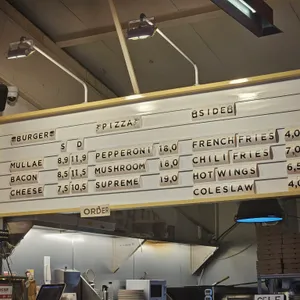 #BURGER#
S D
MULLAE 8,9 11,9
BACON 8,5 11,5
CHEESE 7,5 10,5
#PIZZA#
PEPPERONI 18,0
MUSHROOM 18,0
SUPREME 19,0
ORDER
#SIDE#
FRENCH FRIES 4,0
CHILI FRIES 7,0
HOT WINGS 6,5
COLESLAW 4,0